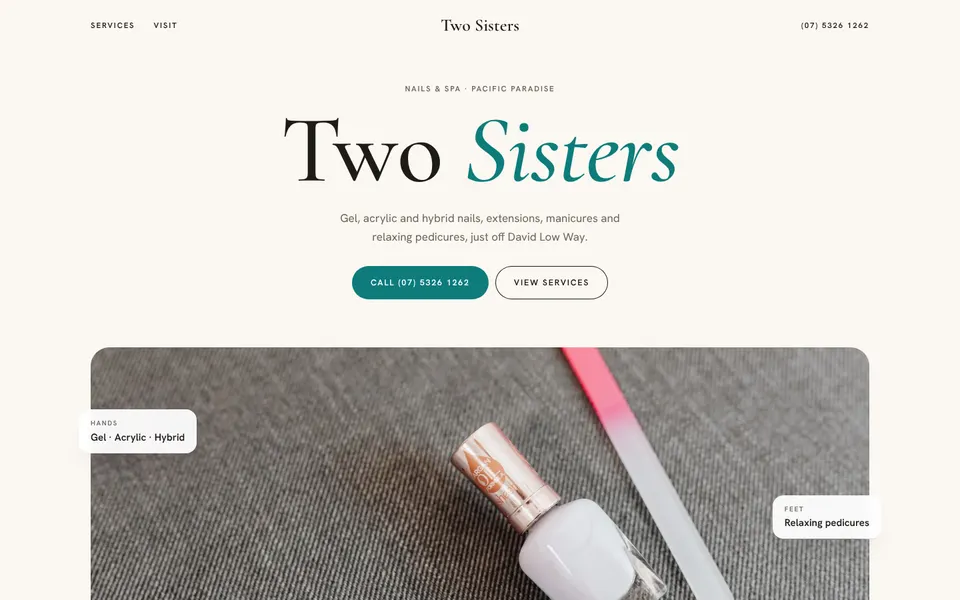 SERVICES VISIT Two Sisters (07) 5326 1262
NAILS & SPA · PACIFIC PARADISE
Two Sisters
Gel, acrylic and hybrid nails, extensions, manicures and
relaxing pedicures, just off David Low Way.
CALL (07) 5326 1262 VIEW SERVICES
HANDS
Gel · Acrylic · Hybrid
FEET
Relaxing pedicures